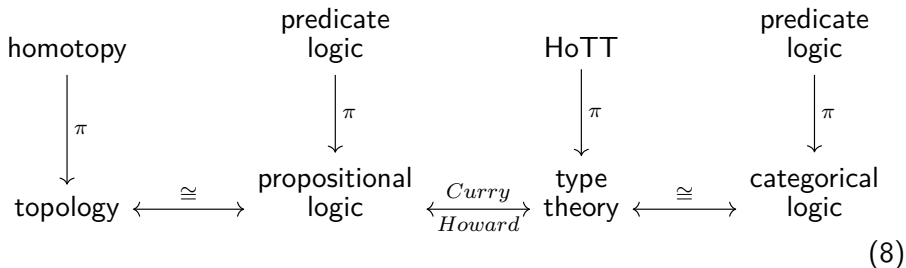 predicate predicate
homotopy logic HoTT logic
π π π π
propositional type categorical
≅ Curry ≅
topology logic Howard theory logic
(8)